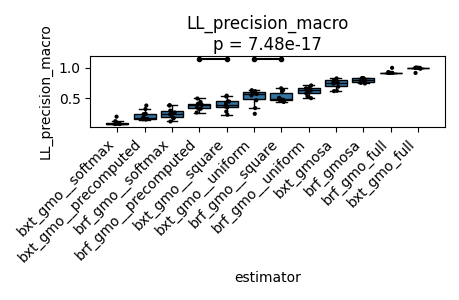 LL_precision_macro
p = 7.48e-17
LL_precision_macro
1.0
0.5
bxt_gmo__softmax
bxt_gmo__precomputed
brf_gmo__softmax
brf_gmo__precomputed
bxt_gmo__square
bxt_gmo__uniform
brf_gmo__square
brf_gmo__uniform
bxt_gmosa
brf_gmosa
brf_gmo_full
bxt_gmo_full
estimator